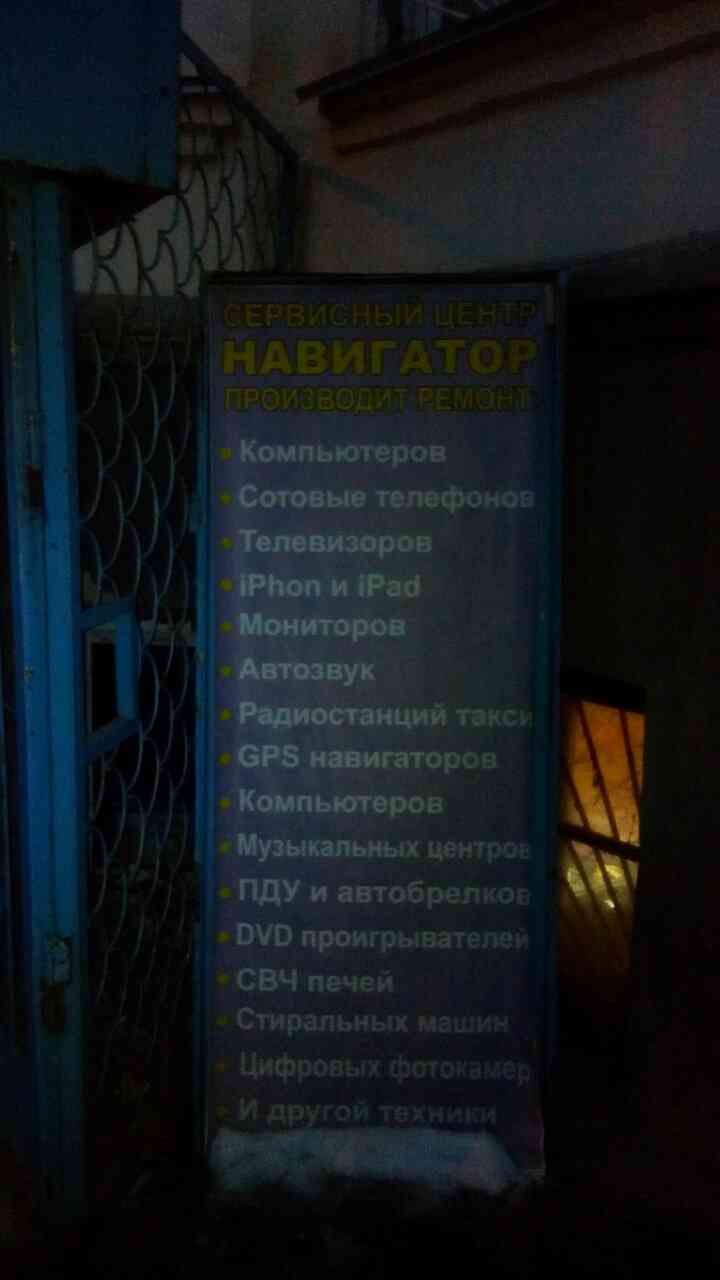 СЕРВИСНЫЙ ЦЕНТР
НАВИГАТОР
ПРОИЗВОДИТ РЕМОНТ:
• Компьютеров
• Сотовые телефонов
• Телевизоров
• iPhon и iPad
• Мониторов
• Автозвук
• Радиостанций такси
• GPS навигаторов
• Компьютеров
• Музыкальных центров
• ПДУ и автобрелков
• DVD проигрывателей
• СВЧ печей
• Стиральных машин
• Цифровых фотокамер
• И другой техники